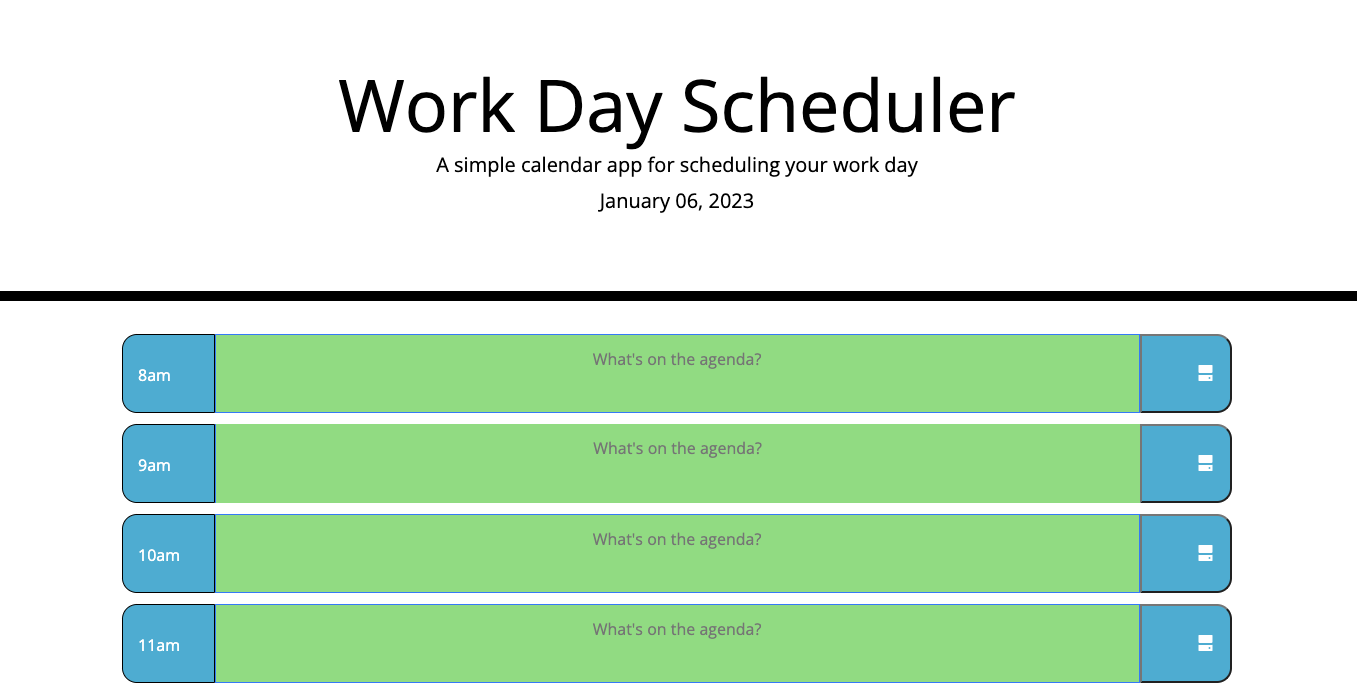 Work Day Scheduler
A simple calendar app for scheduling your work day
January 06, 2023
8am
What's on the agenda?
9am
What's on the agenda?
10am
What's on the agenda?
11am
What's on the agenda?